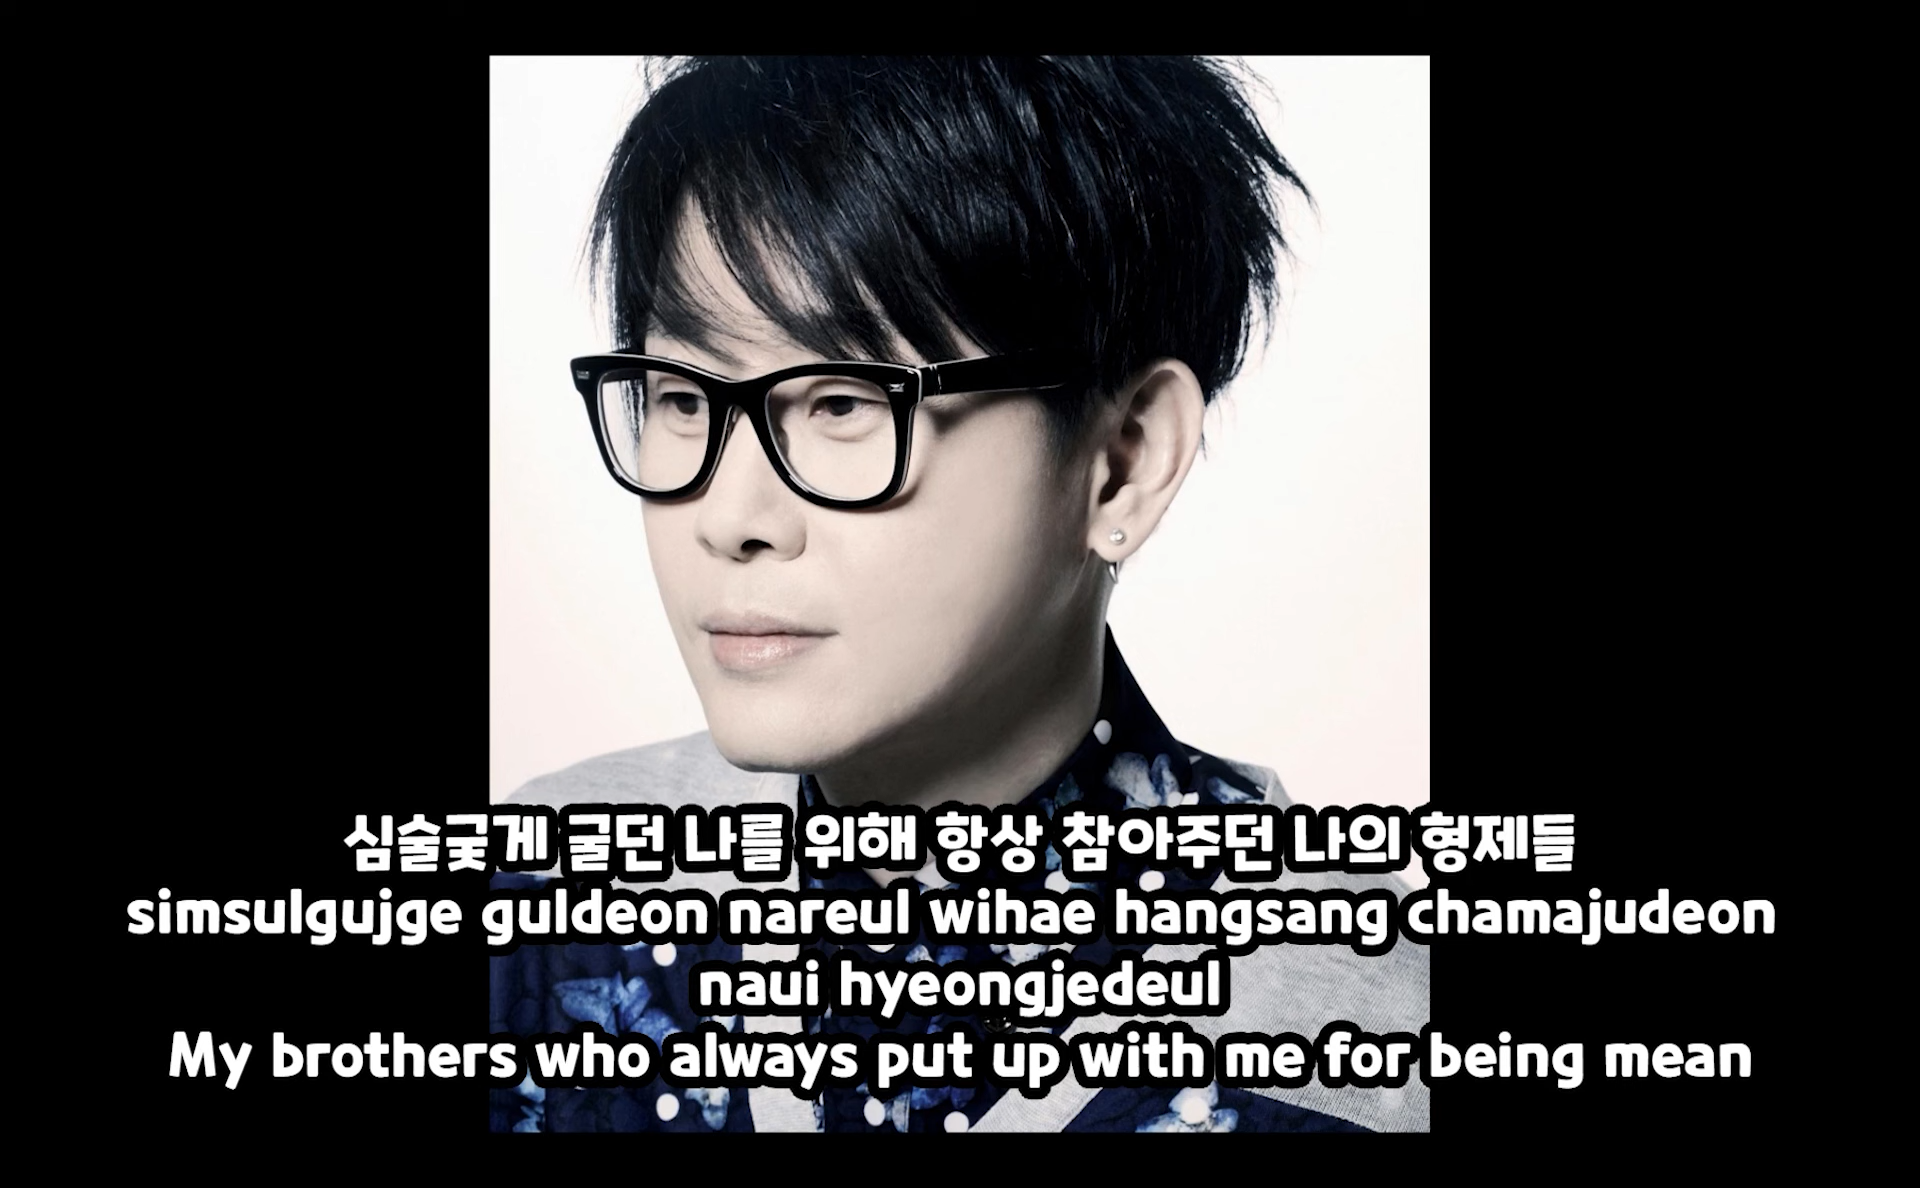 심술궂게 굴던 나를 위해 항상 참아주던 나의 형제들
simsulgujge guldeon nareul wihae hangsang chamajudeon
naui hyeongjedeul
My brothers who always put up with me for being mean